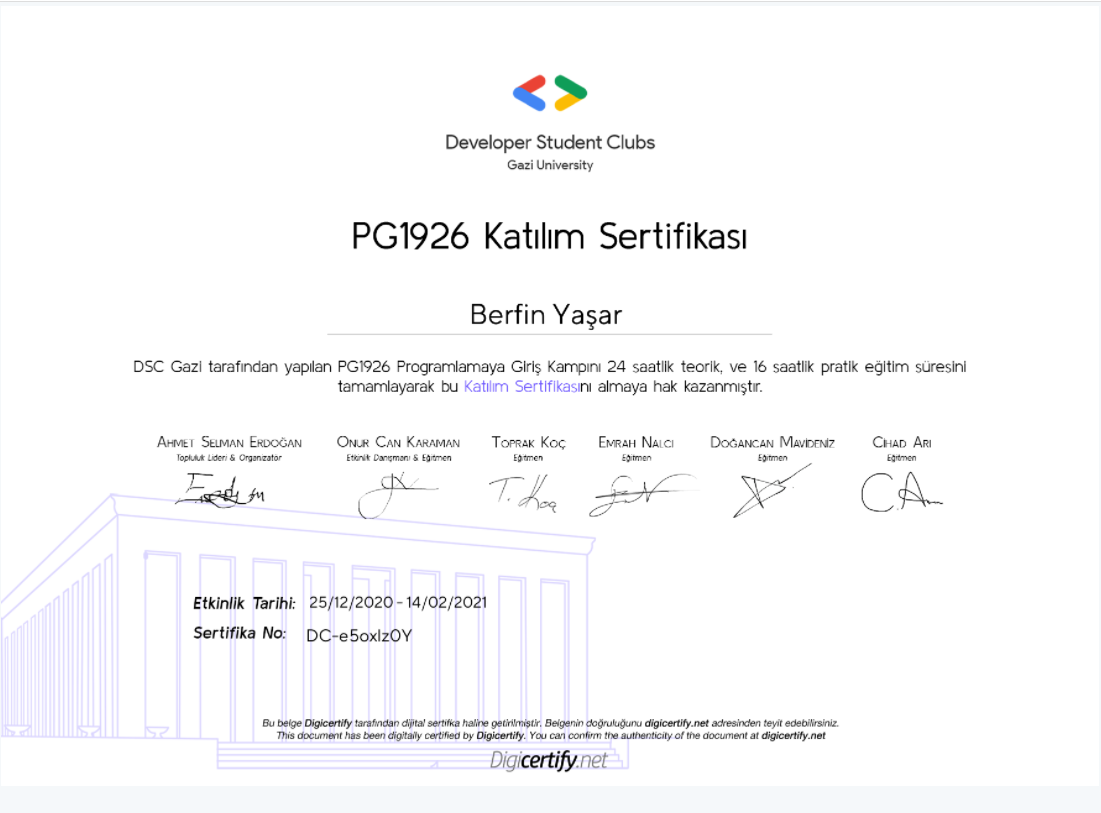 Developer Student Clubs
Gazi University
PG1926 Katılım Sertifikası
Berfin Yaşar
DSC Gazi tarafından yapılan PG1926 Programlamaya Giriş Kampını 24 saatlik teorik, ve 16 saatlik pratik eğitim süresini
tamamlayarak bu Katılım Sertifikasını almaya hak kazanmıştır.
Ahmet Selman Erdoğan Onur Can Karaman Toprak Koç Emrah Nalcı Doğancan Mavideniz Cihad Arı
Topluluk Lideri & Organizatör Etkinlik Danışmanı & Eğitmen Eğitmen Eğitmen Eğitmen Eğitmen
T. Koç C.A
Etkinlik Tarihi: 25/12/2020 - 14/02/2021
Sertifika No: DC-e5oxlz0Y
Bu belge Digicertify tarafından dijital sertifka haline getirilmiştir. Belgenin doğruluğunu digicertify.net adresinden teyit edebilirsiniz.
This document has been digitally certified by Digicertify. You can confirm the authenticity of the document at digicertify.net
Digicertify.net